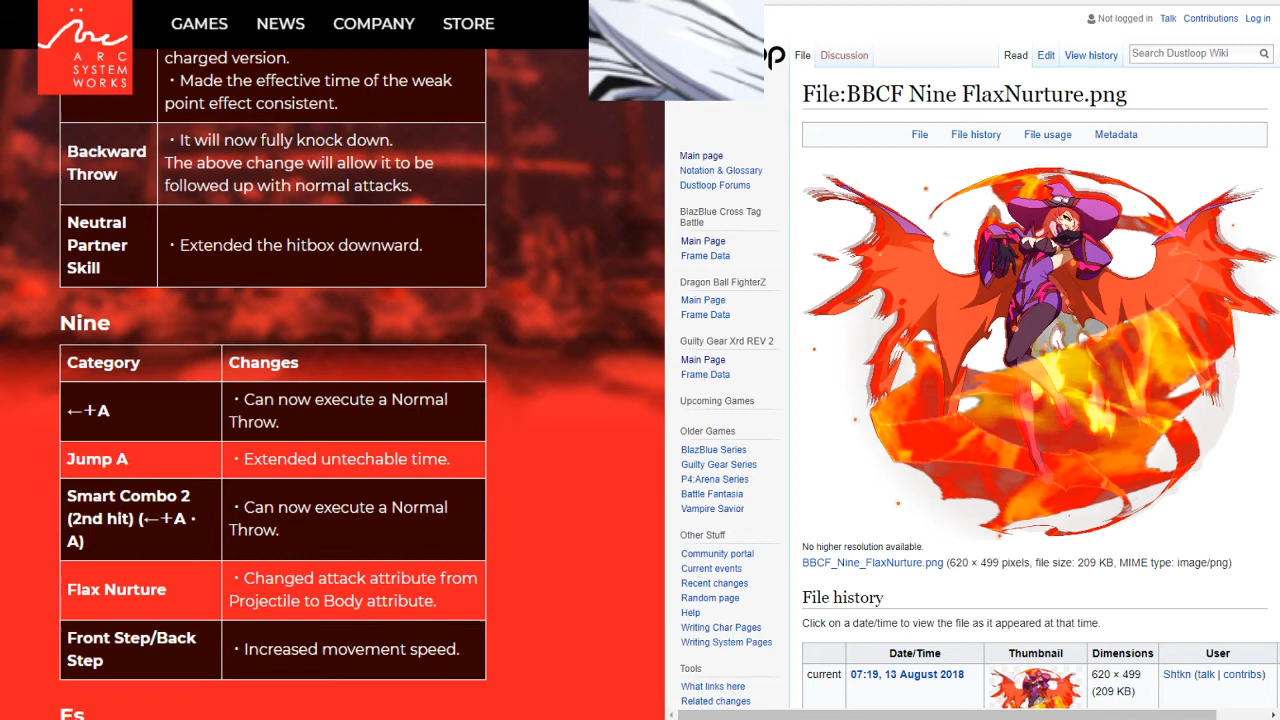 GAMES NEWS COMPANY STORE
ARC
SYSTEM
WORKS
charged version.
・Made the effective time of the weak
point effect consistent.
Backward
Throw
・It will now fully knock down.
The above change will allow it to be
followed up with normal attacks.
Neutral
Partner
Skill
・Extended the hitbox downward.
Nine
Category
Changes
←+A
・Can now execute a Normal
Throw.
Jump A
・Extended untechable time.
Smart Combo 2
(2nd hit) (←+A・
A)
・Can now execute a Normal
Throw.
Flax Nurture
・Changed attack attribute from
Projectile to Body attribute.
Front Step/Back
Step
・Increased movement speed.
Es
Not logged in Talk Contributions Log in
File Discussion
Read Edit View history
Search Dustloop Wiki
File:BBCF Nine FlaxNurture.png
File File history File usage Metadata
Main page
Notation & Glossary
Dustloop Forums
BlazBlue Cross Tag
Battle
Main Page
Frame Data
Dragon Ball FighterZ
Main Page
Frame Data
Guilty Gear Xrd REV 2
Main Page
Frame Data
Upcoming Games
Older Games
BlazBlue Series
Guilty Gear Series
P4:Arena Series
Battle Fantasia
Vampire Savior
Other Stuff
Community portal
Current events
Recent changes
Random page
Help
Writing Char Pages
Writing System Pages
Tools
What links here
Related changes
No higher resolution available.
BBCF_Nine_FlaxNurture.png (620 × 499 pixels, file size: 209 KB, MIME type: image/png)
File history
Click on a date/time to view the file as it appeared at that time.
Date/Time Thumbnail Dimensions User
current 07:19, 13 August 2018
620 × 499
(209 KB)
Shtkn (talk | contribs)